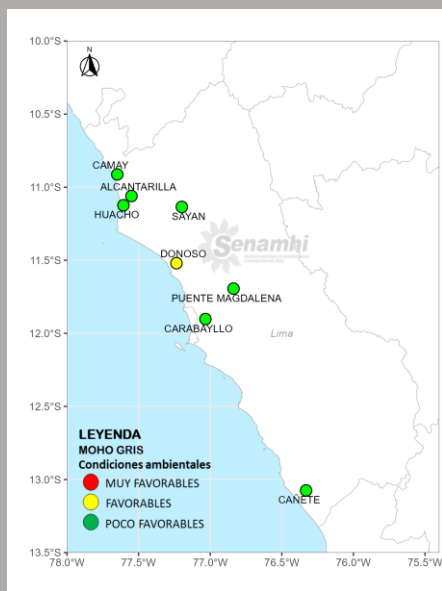 10.0°S
N
10.5°S
CAMAY
11.0°S
ALCANTARILLA
HUACHO
SAYAN
DONOSO
11.5°S
Senamhi
PUENTE MAGDALENA
CARABAYLLO
12.0°S
Lima
12.5°S
LEYENDA
MOHO GRIS
Condiciones ambientales
MUY FAVORABLES
FAVORABLES
POCO FAVORABLES
13.0°S
CAÑETE
13.5°S
78.0°W 77.5°W 77.0°W 76.5°W 76.0°W 75.5°W